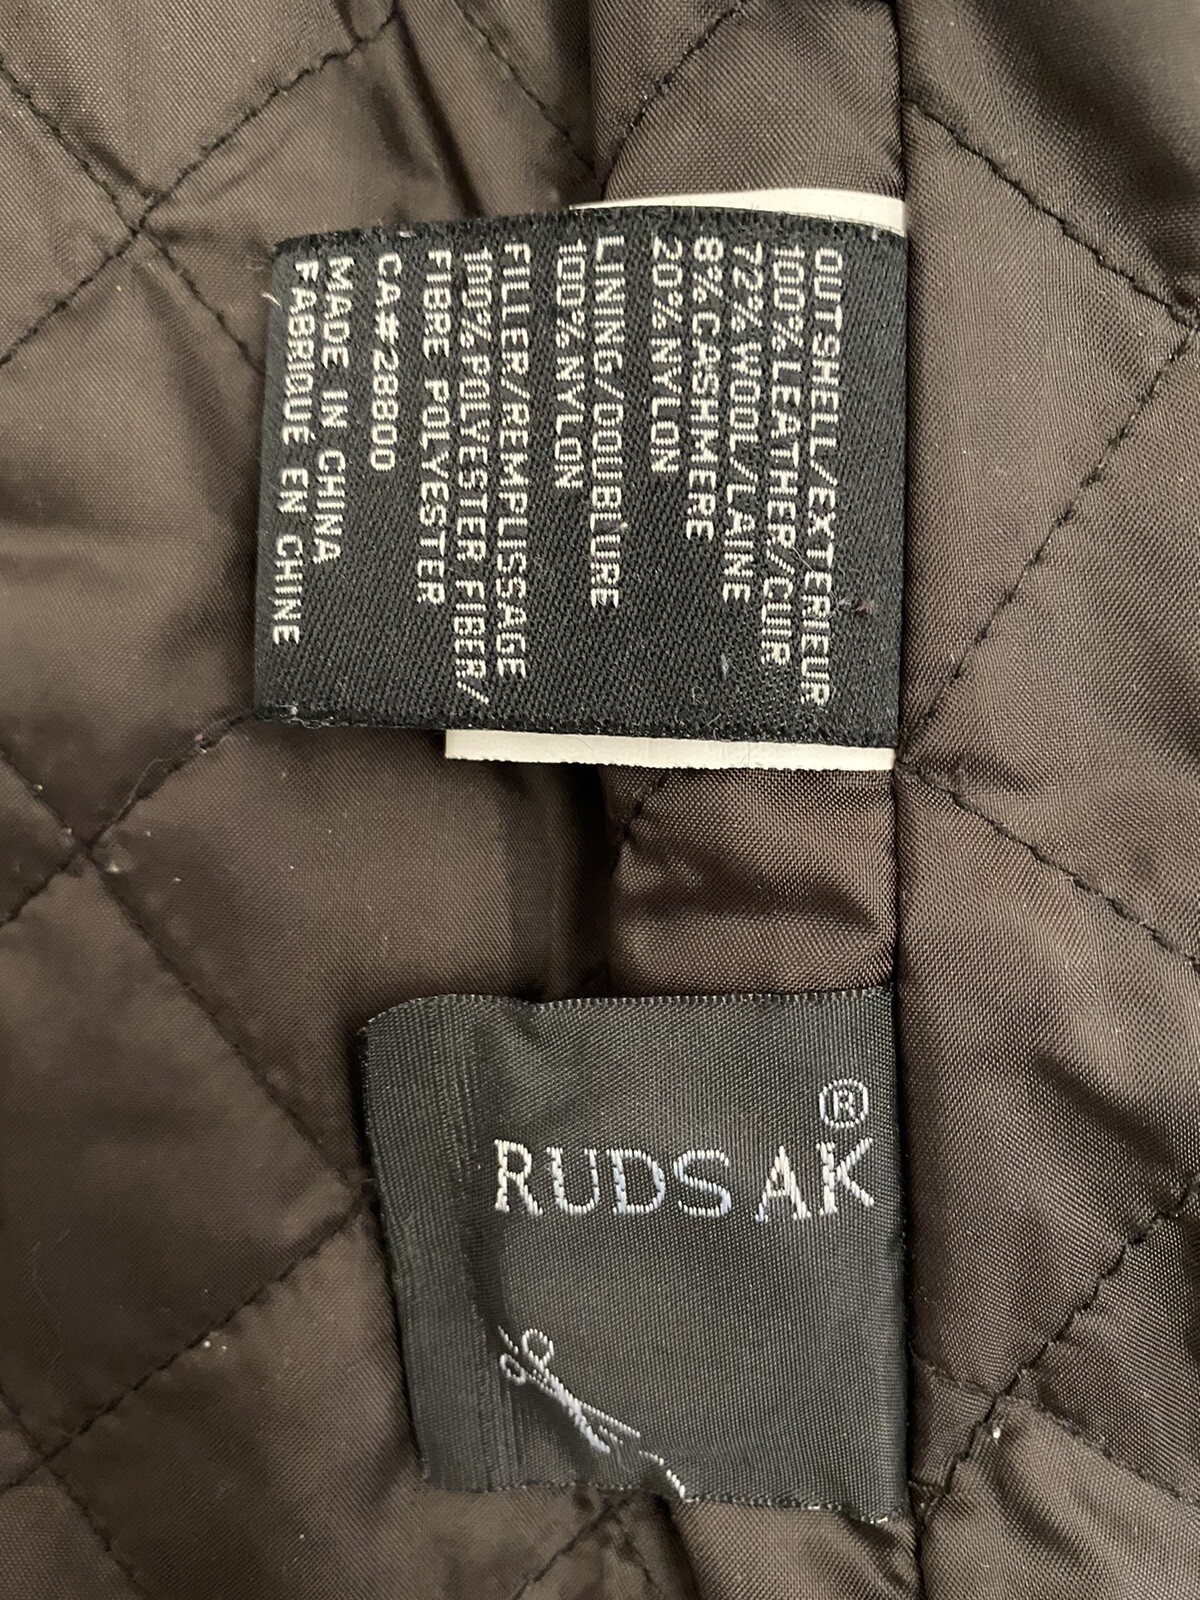 OUTSHELL/EXTERIEUR
100% LEATHER/CUIR
72% WOOL/LAINE
8% CASHMERE
20% NYLON
LINING/DOUBLURE
100% NYLON
FILLER/REMPLISSAGE
100% POLYESTER FIBER/
FIBRE POLYESTER
CA#28800
MADE IN CHINA
FABRIQUÉ EN CHINE
RUDSAK®